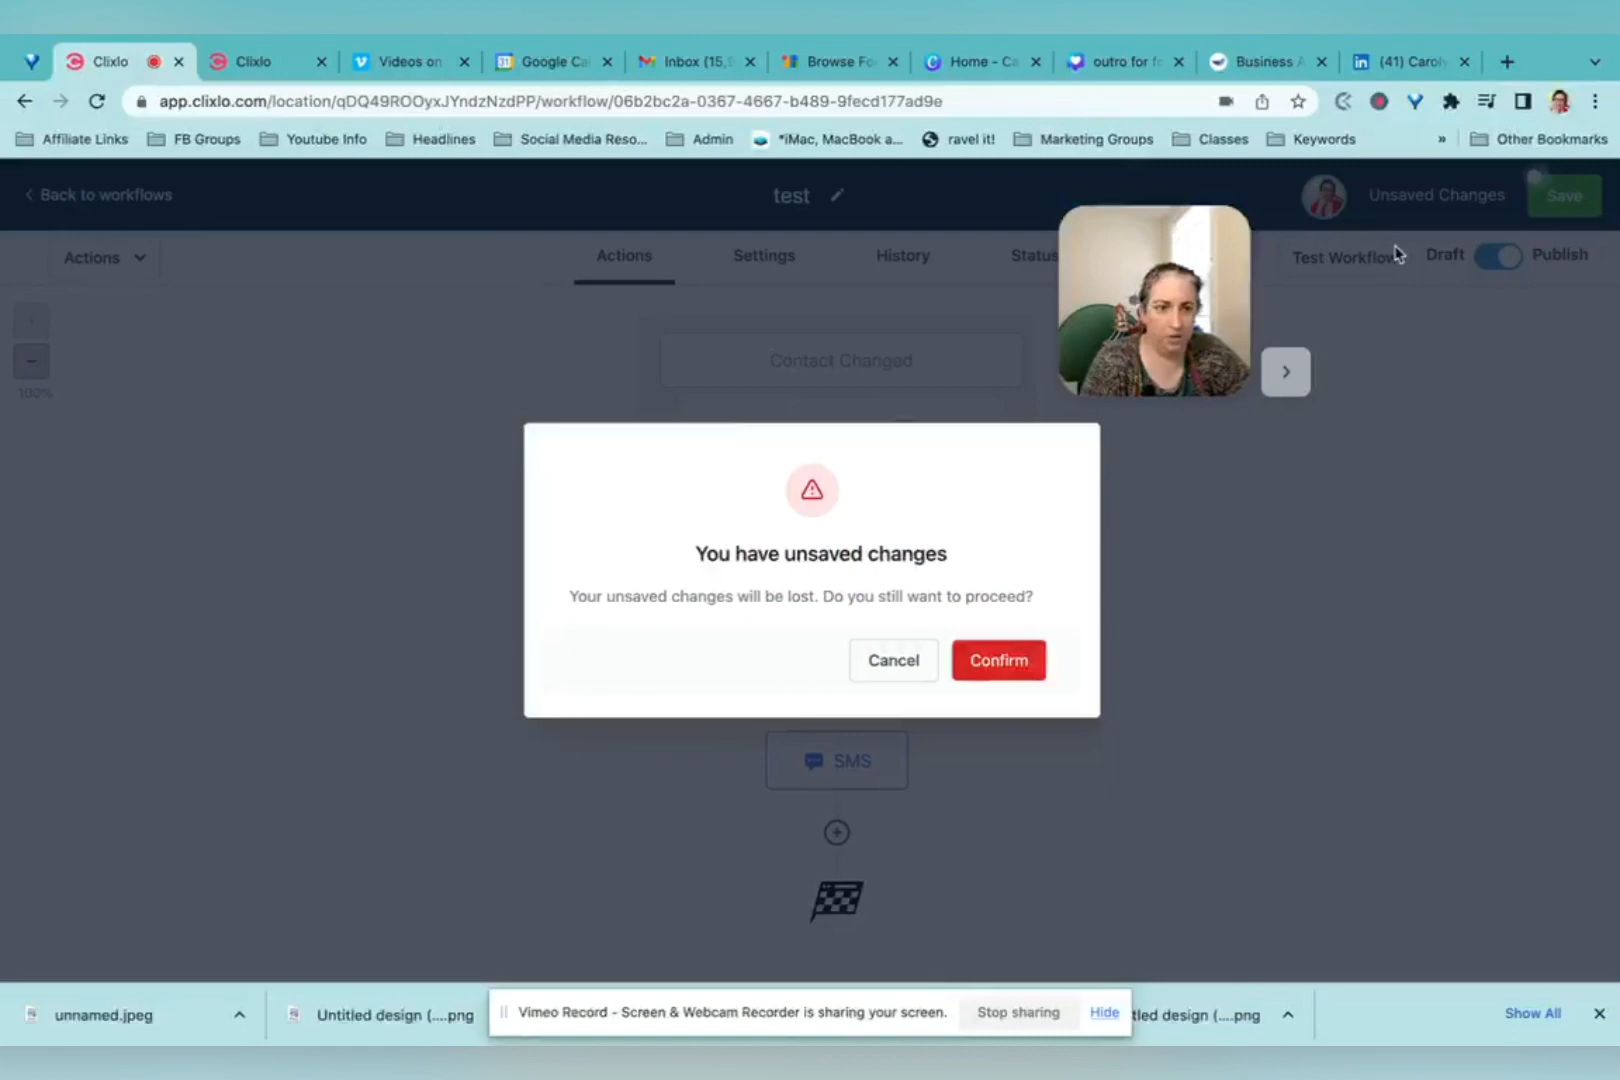 Clixlo
Clixlo
Videos on
Google Ca
Inbox (15,
Browse Fo
Home - Ca
outro for f
Business A
(41) Carol
app.clixlo.com/location/qDQ49ROOyxJYndzNzdPP/workflow/06b2bc2a-0367-4667-b489-9fecd177ad9e
Affiliate Links
FB Groups
Youtube Info
Headlines
Social Media Reso...
Admin
*iMac, MacBook a...
ravel it!
Marketing Groups
Classes
Keywords
»
Other Bookmarks
Back to workflows
test
Unsaved Changes
Save
Actions
Actions
Settings
History
Status
Test Workflow
Draft
Publish
100%
Contact Changed
You have unsaved changes
Your unsaved changes will be lost. Do you still want to proceed?
Cancel
Confirm
SMS
unnamed.jpeg
Untitled design (....png
Vimeo Record - Screen & Webcam Recorder is sharing your screen.
Stop sharing
Hide
tled design (....png
Show All